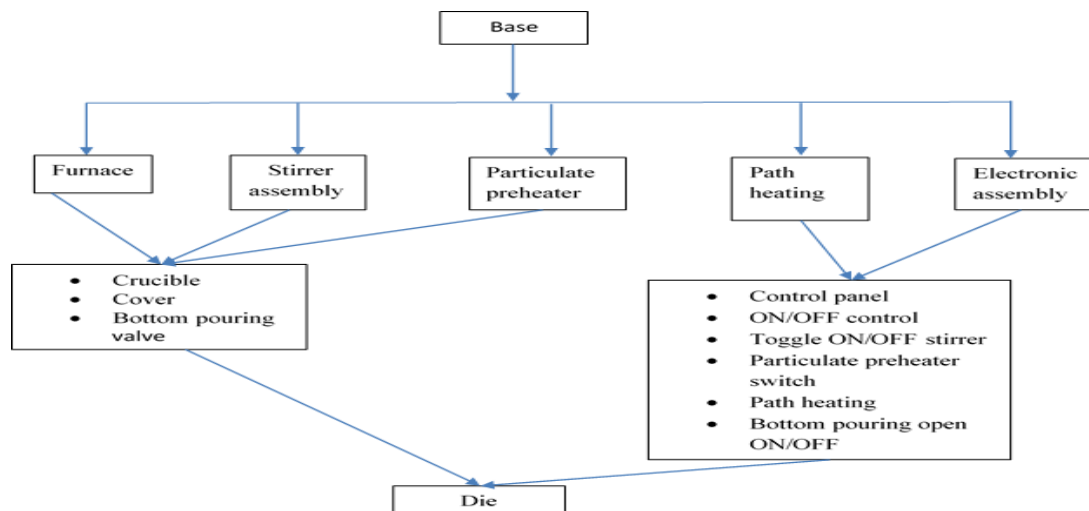 Base
Furnace
Stirrer
assembly
Particulate
preheater
Path
heating
Electronic
assembly
• Crucible
• Cover
• Bottom pouring
valve
• Control panel
• ON/OFF control
• Toggle ON/OFF stirrer
• Particulate preheater
switch
• Path heating
• Bottom pouring open
ON/OFF
Die